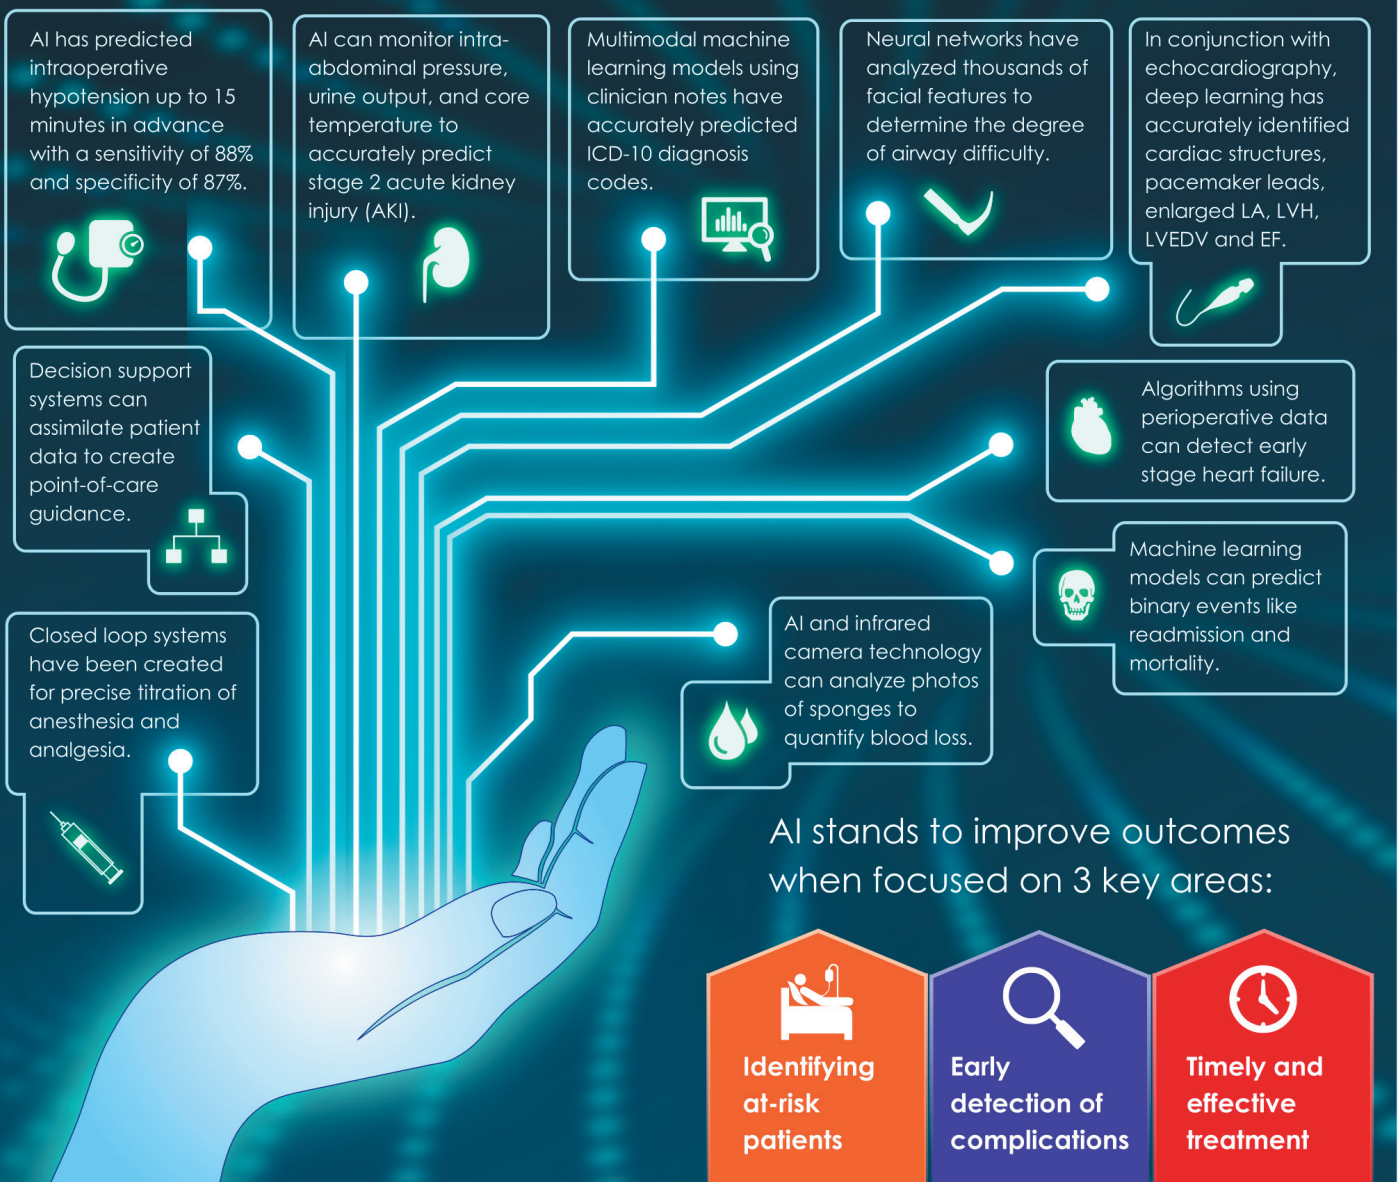 AI has predicted
intraoperative
hypotension up to 15
minutes in advance
with a sensitivity of 88%
and specificity of 87%.
AI can monitor intra-
abdominal pressure,
urine output, and core
temperature to
accurately predict
stage 2 acute kidney
injury (AKI).
Multimodal machine
learning models using
clinician notes have
accurately predicted
ICD-10 diagnosis
codes.
Neural networks have
analyzed thousands of
facial features to
determine the degree
of airway difficulty.
In conjunction with
echocardiography,
deep learning has
accurately identified
cardiac structures,
pacemaker leads,
enlarged LA, LVH,
LVEDV and EF.
Decision support
systems can
assimilate patient
data to create
point-of-care
guidance.
Algorithms using
perioperative data
can detect early
stage heart failure.
Machine learning
models can predict
binary events like
readmission and
mortality.
Closed loop systems
have been created
for precise titration of
anesthesia and
analgesia.
AI and infrared
camera technology
can analyze photos
of sponges to
quantify blood loss.
AI stands to improve outcomes
when focused on 3 key areas:
Identifying
at-risk
patients
Early
detection of
complications
Timely and
effective
treatment